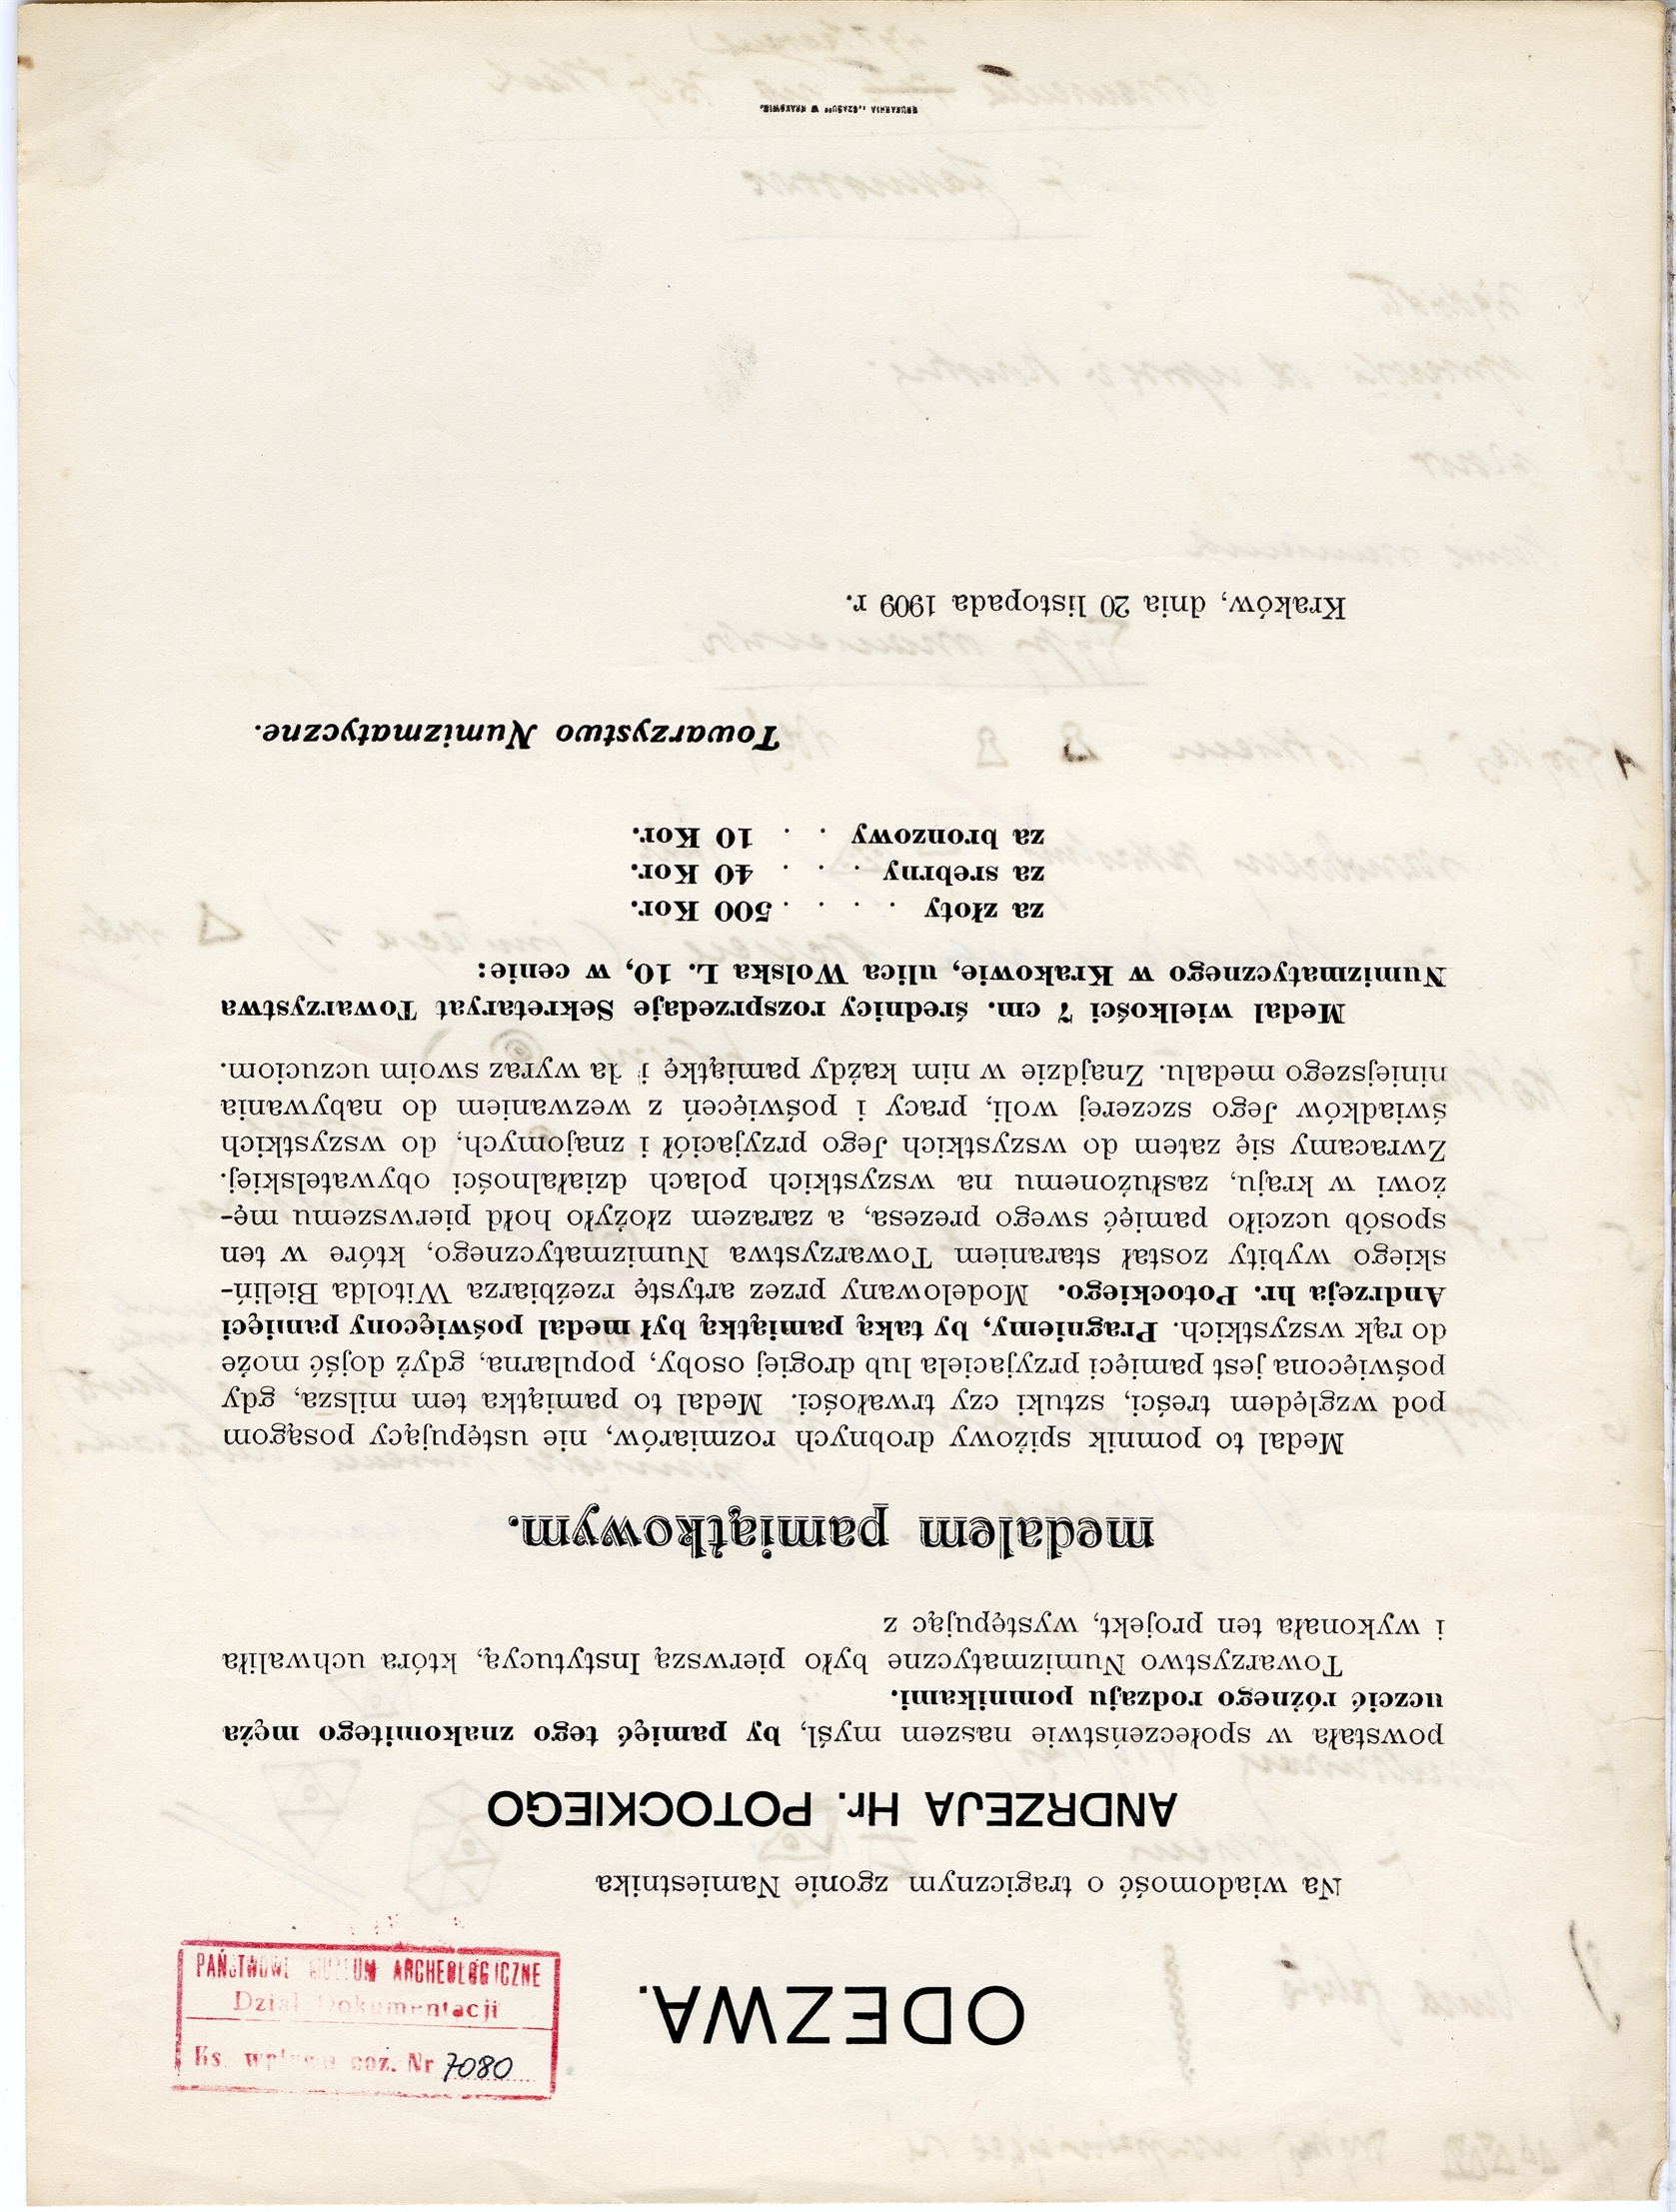 ODEZWA.
Na wiadomość o tragicznym zgonie Namiestnika
ANDRZEJA Hr. POTOCKIEGO
powstała w społeczeństwie naszem myśl, by pamięć tego znakomitego męża
uczcić różnego rodzaju pomnikami.
Towarzystwo Numizmatyczne było pierwszą Instytucyą, która uchwaliła
i wykonała ten projekt, występując z
medalem pamiątkowym.
Medal to pomnik spiżowy drobnych rozmiarów, nie ustępujący posągom
pod względem treści, sztuki czy trwałości. Medal to pamiątka tem milsza, gdy
poświęcona jest pamięci przyjaciela lub drogiej osoby, popularna, gdyż dojść może
do rąk wszystkich. Pragniemy, by taką pamiątką był medal poświęcony pamięci
Andrzeja hr. Potockiego. Modelowany przez artystę rzeźbiarza Witolda Bieliń-
skiego wybity został staraniem Towarzystwa Numizmatycznego, które w ten
sposób uczciło pamięć swego prezesa, a zarazem złożyło hołd pierwszemu mę-
żowi w kraju, zasłużonemu na wszystkich polach działalności obywatelskiej.
Zwracamy się zatem do wszystkich Jego przyjaciół i znajomych, do wszystkich
świadków Jego szczerej woli, pracy i poświęceń z wezwaniem do nabywania
niniejszego medalu. Znajdzie w nim każdy pamiątkę i da wyraz swoim uczuciom.
Medal wielkości 7 cm. średnicy rozsprzedaje Sekretaryat Towarzystwa
Numizmatycznego w Krakowie, ulica Wolska L. 10, w cenie:
za złoty . . . . 500 Kor.
za srebrny . . . 40 Kor.
za bronzowy . . 10 Kor.
Towarzystwo Numizmatyczne.
Kraków, dnia 20 listopada 1909 r.
DRUKARNIA „CZASU“ W KRAKOWIE.
PAŃSTWOWE MUZEUM ARCHEOLOGICZNE
Dział Dokumentacji
Ks. wpływu poz. Nr 7080